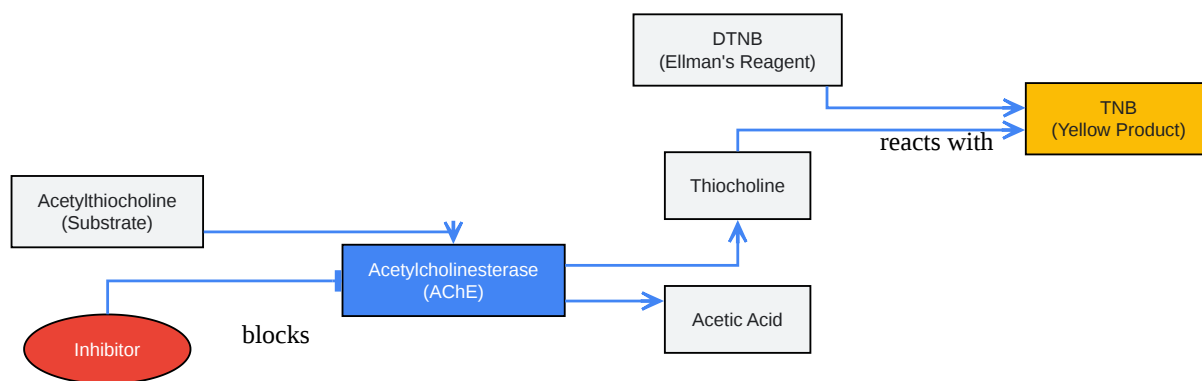 DTNB
(Ellman's Reagent)
TNB
(Yellow Product)
reacts with
Thiocholine
Acetylthiocholine
(Substrate)
Acetylcholinesterase
(AChE)
Acetic Acid
blocks
Inhibitor